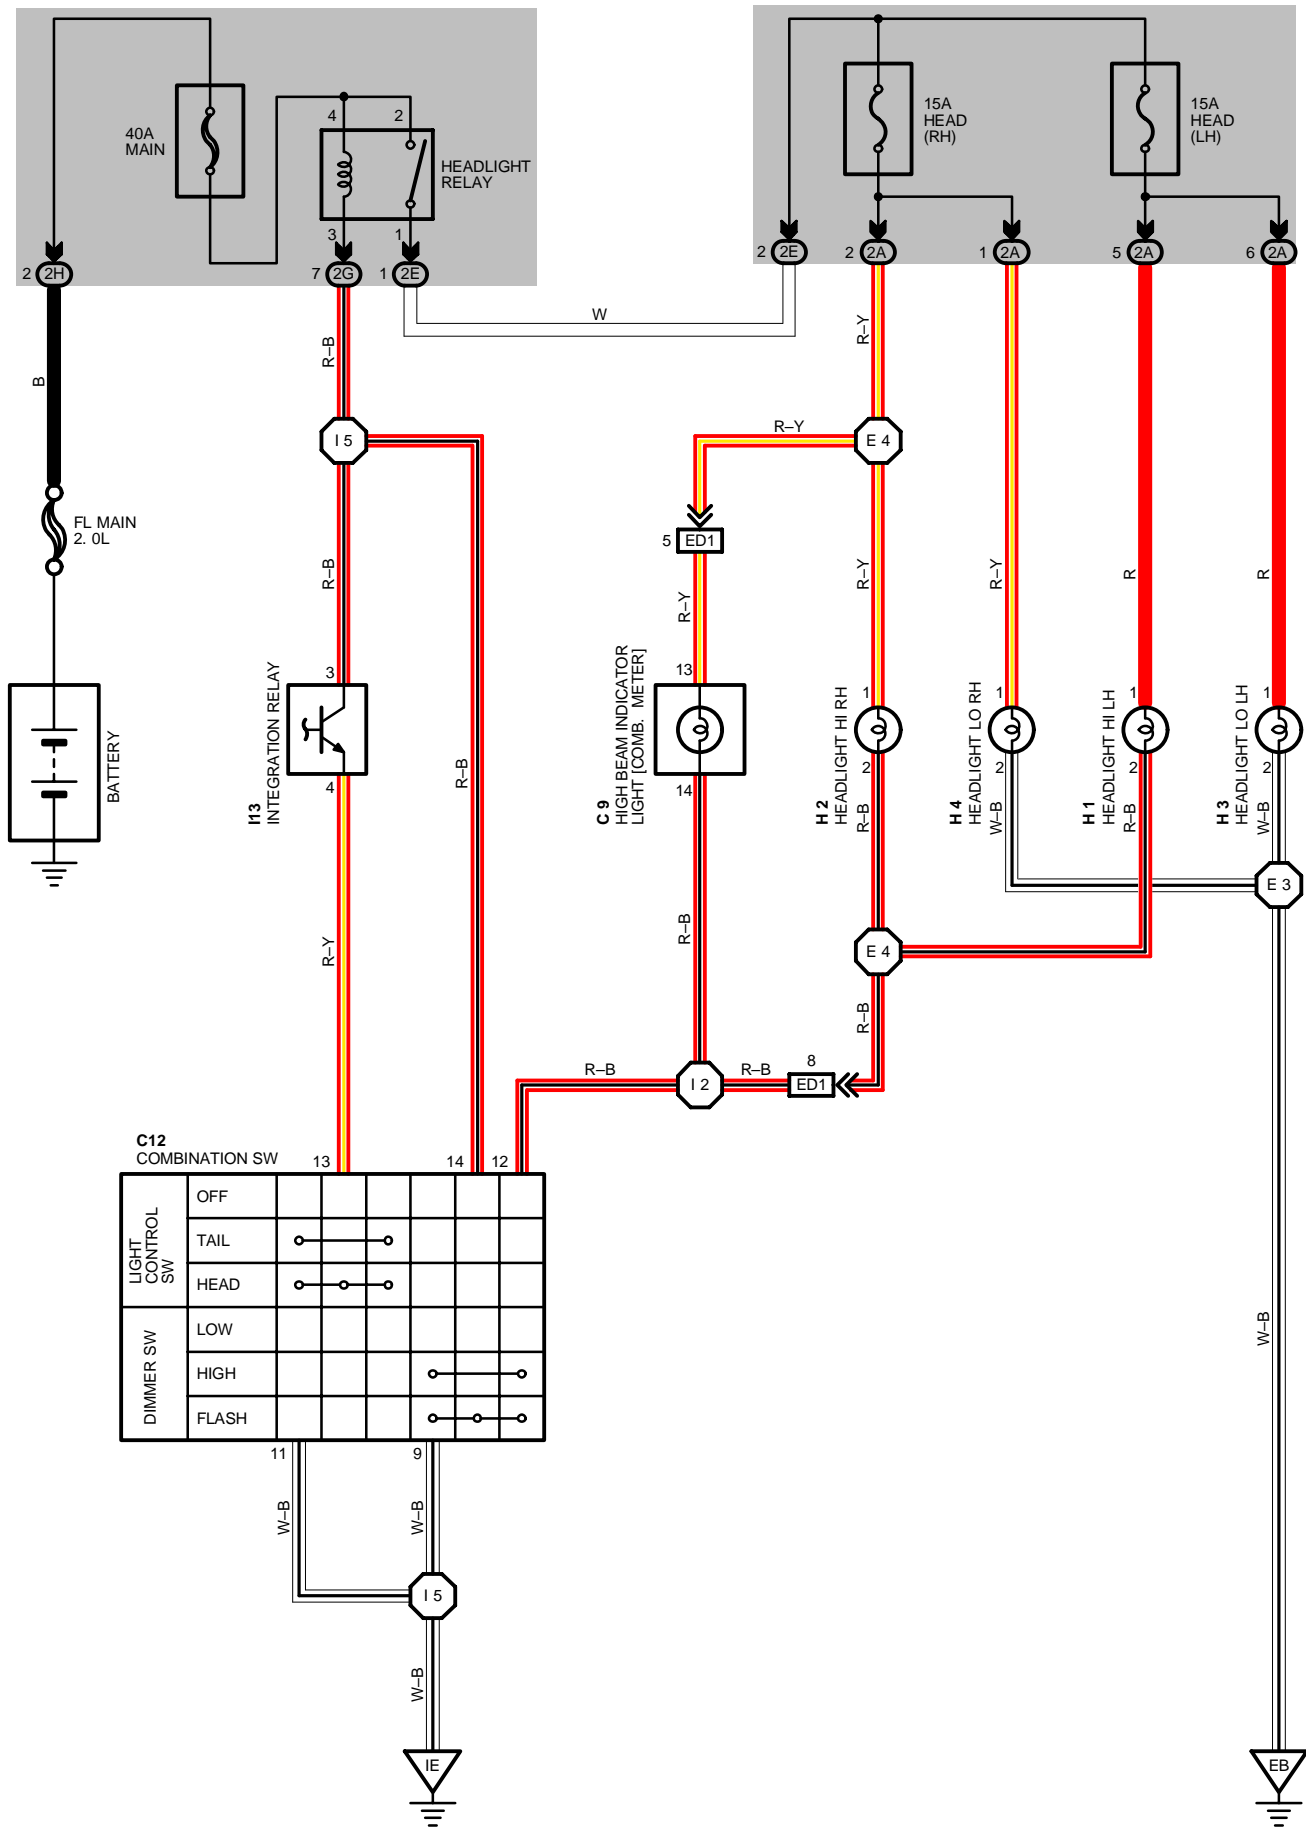 40A
MAIN
4
2
HEADLIGHT
RELAY
3
1
2
2H
7
2G
1
2E
15A
HEAD
(RH)
15A
HEAD
(LH)
2
2E
2
2A
1
2A
5
2A
6
2A
W
B
R–B
R–Y
I 5
R–Y
E 4
FL MAIN
2. 0L
5
ED1
R–B
R–Y
R–Y
R–Y
R
R
BATTERY
3
I13
INTEGRATION RELAY
4
R–B
13
C 9
HIGH BEAM INDICATOR
LIGHT [COMB. METER]
14
1
H 2
HEADLIGHT HI RH
2
R–B
1
H 4
HEADLIGHT LO RH
2
W–B
1
H 1
HEADLIGHT HI LH
2
R–B
1
H 3
HEADLIGHT LO LH
2
W–B
E 3
R–Y
R–B
E 4
R–B
R–B
I 2
R–B
8
ED1
C12
COMBINATION SW
13
14
12
LIGHT
CONTROL
SW
OFF
TAIL
HEAD
DIMMER SW
LOW
HIGH
FLASH
11
9
W–B
W–B
W–B
I 5
W–B
IE
EB